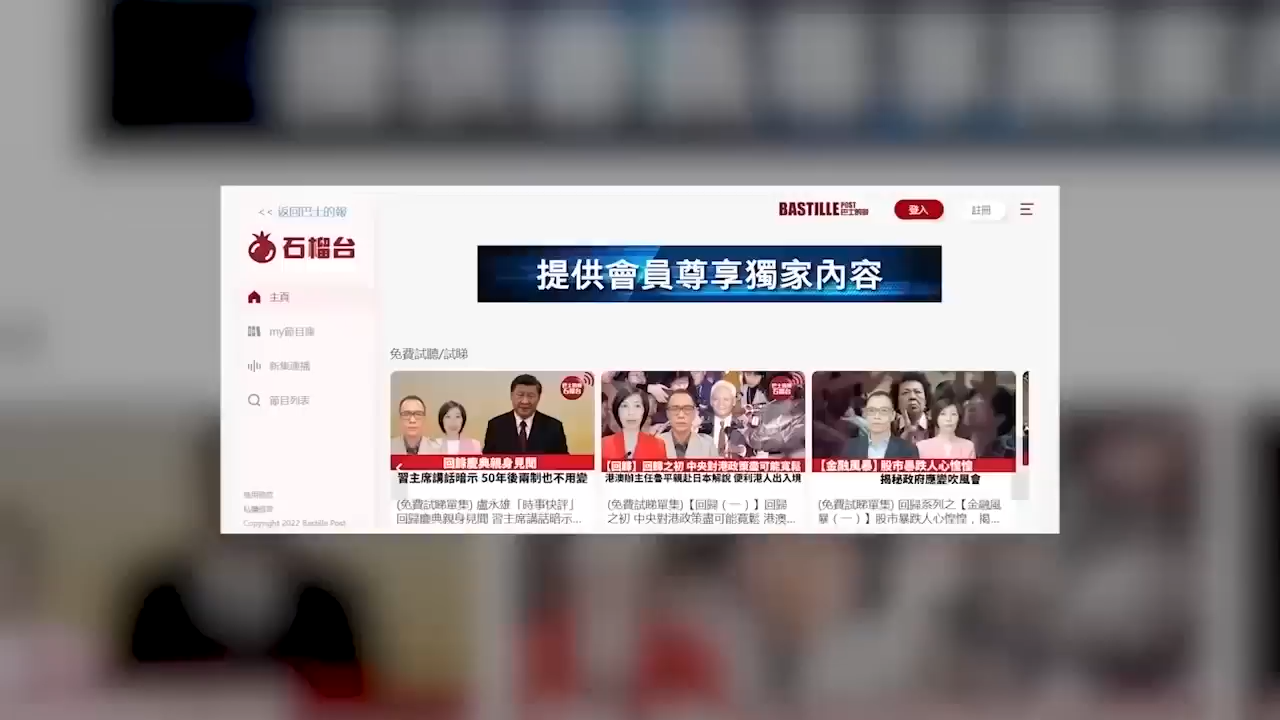 << 返回巴士的報
石榴台
主頁
my節目庫
新集連播
節目列表
私隱條款
Copyright 2022 Bastille Post
BASTILLE POST 巴士的報
登入
註冊
提供會員尊享獨家內容
免費試聽/試睇
回歸慶典親身見聞
習主席講話暗示 50年後兩制也不用變
(免費試睇單集) 盧永雄「時事快評」
回歸慶典親身見聞 習主席講話暗示...
【回歸】回歸之初 中央對港政策盡可能寬鬆
港澳辦主任魯平親赴日本解說 便利港人出入境
(免費試睇單集)【回歸(一)】回歸
之初 中央對港政策盡可能寬鬆 港澳...
【金融風暴】股市暴跌人心惶惶
揭秘政府應變吹風會
(免費試睇單集) 回歸系列之【金融風
暴(一)】股市暴跌人心惶惶，揭...